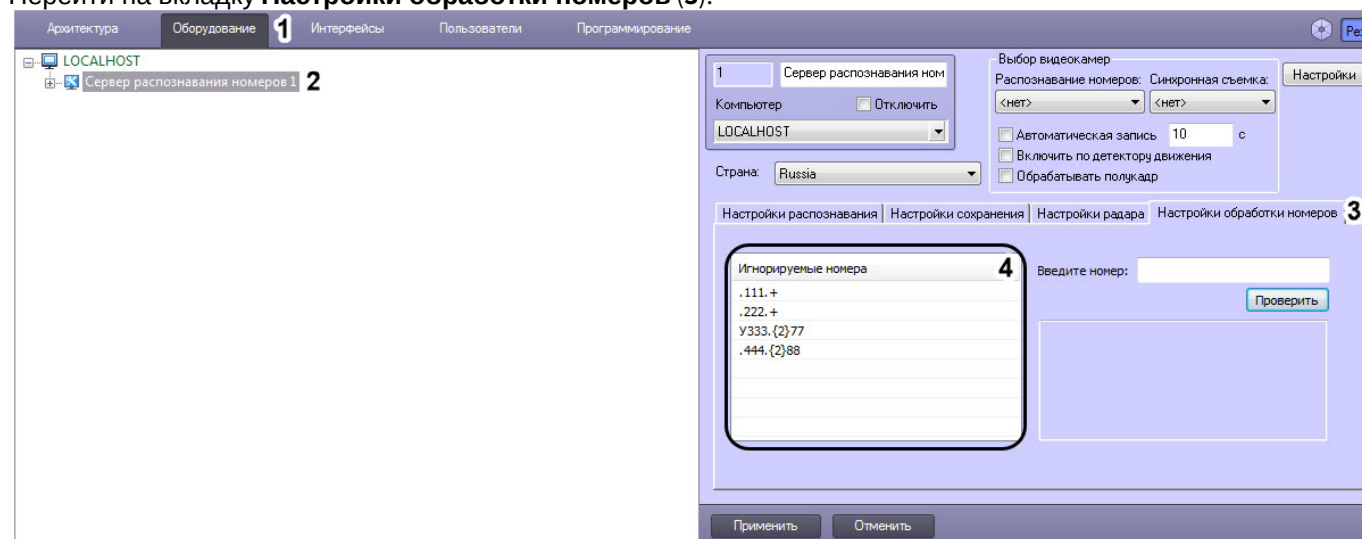 Перейти на вкладку Настройки обработки номеров (3).
Архитектура Оборудование 1 Интерфейсы Пользователи Программирование
LOCALHOST
Сервер распознавания номеров 1 2
1 Сервер распознавания ном
Компьютер Отключить
LOCALHOST
Страна: Russia
Выбор видеокамер
Распознавание номеров: Синхронная съемка: Настройки
<нет> <нет>
Автоматическая запись 10 с
Включить по детектору движения
Обрабатывать полукадр
Настройки распознавания Настройки сохранения Настройки радара Настройки обработки номеров 3
Игнорируемые номера 4
.111.+
.222.+
У333.{2}77
.444.{2}88
Введите номер:
Проверить
Применить Отменить